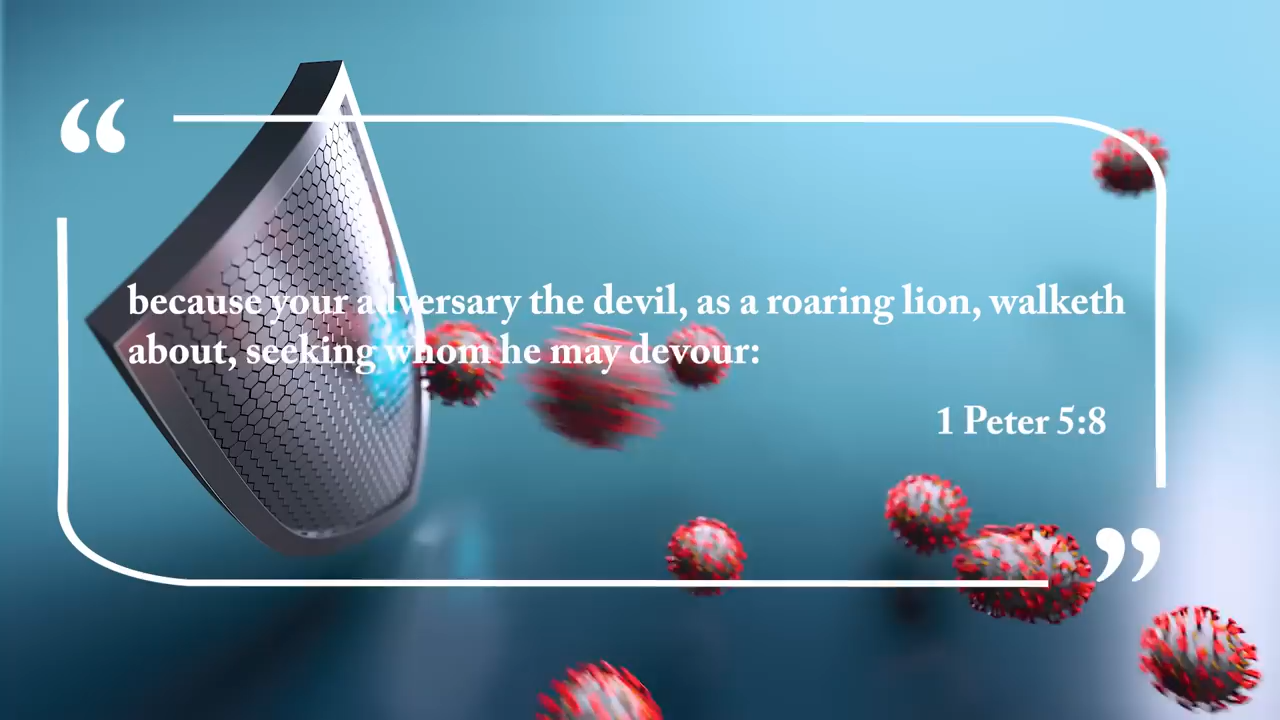 because your adversary the devil, as a roaring lion, walketh
about, seeking whom he may devour:
1 Peter 5:8